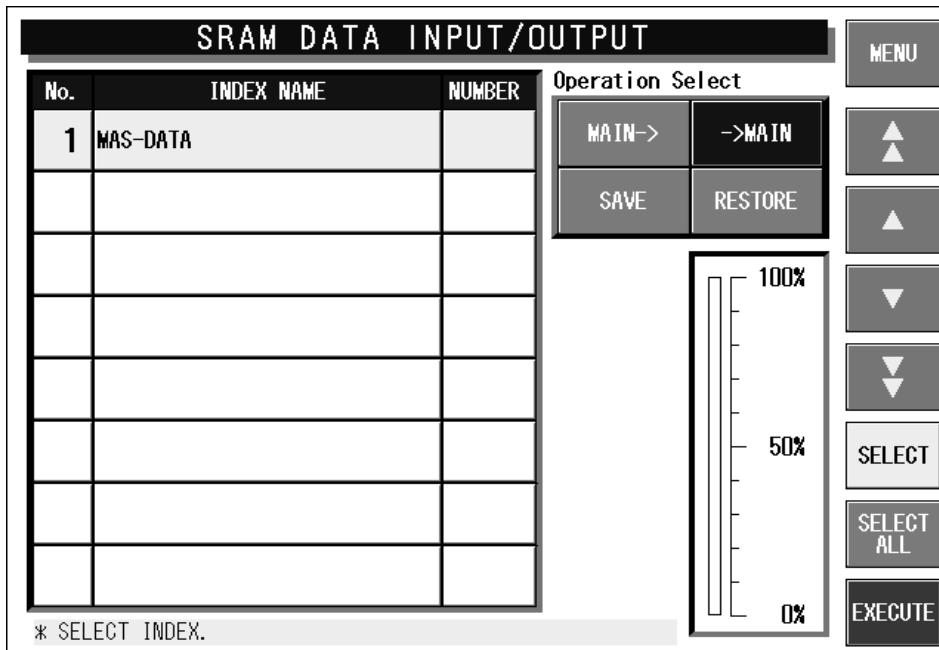 SRAM DATA INPUT/OUTPUT
No. INDEX NAME NUMBER
1 MAS-DATA
* SELECT INDEX.
Operation Select
MAIN-> ->MAIN
SAVE RESTORE
100%
50%
0%
MENU
SELECT
SELECT
ALL
EXECUTE